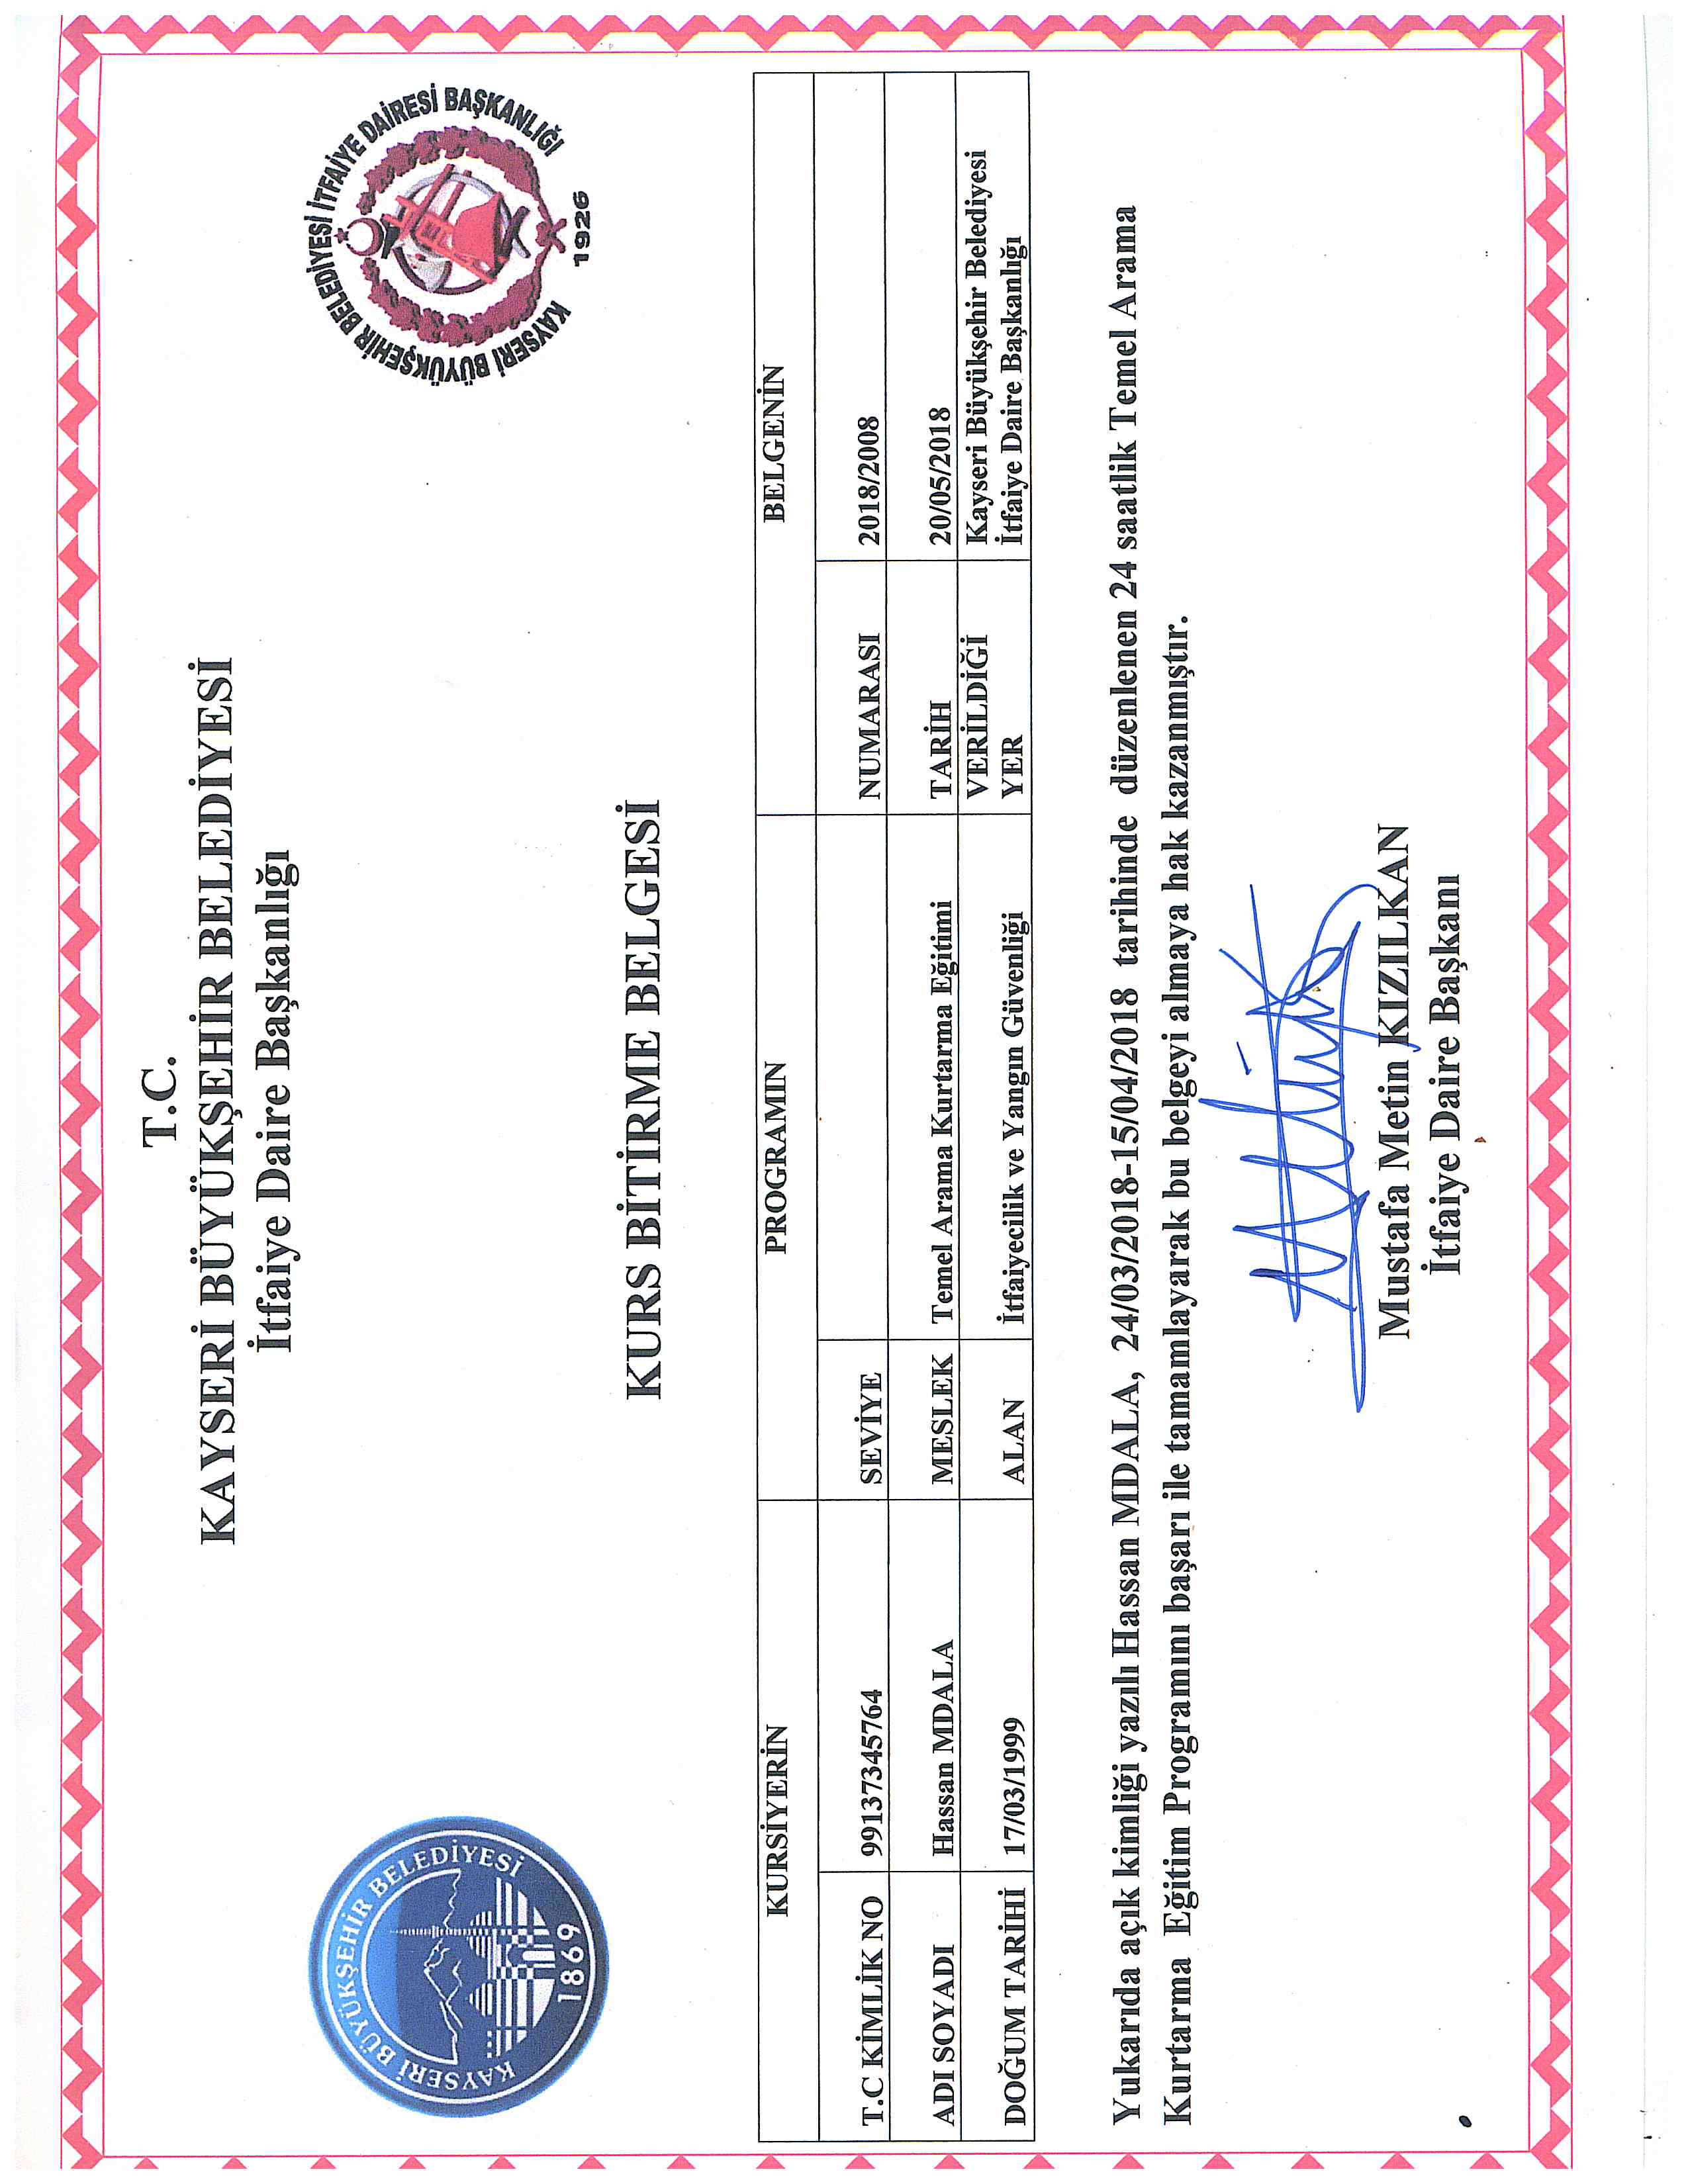 T.C.
KAYSERİ BÜYÜKŞEHİR BELEDİYESİ
İtfaiye Daire Başkanlığı
KAYSERİ BÜYÜKŞEHİR BELEDİYESİ
1869
KAYSERİ BÜYÜKŞEHİR BELEDİYESİ İTFAİYE DAİRESİ BAŞKANLIĞI
1926
KURS BİTİRME BELGESİ
KURSİYERİN PROGRAMIN BELGENİN
T.C KİMLİK NO 99137345764 SEVİYE NUMARASI 2018/2008
ADI SOYADI Hassan MDALA MESLEK Temel Arama Kurtarma Eğitimi TARİH 20/05/2018
DOĞUM TARİHİ 17/03/1999 ALAN İtfaiyecilik ve Yangın Güvenliği VERİLDİĞİ YER Kayseri Büyükşehir Belediyesi İtfaiye Daire Başkanlığı
Yukarıda açık kimliği yazılı Hassan MDALA, 24/03/2018-15/04/2018 tarihinde düzenlenen 24 saatlik Temel Arama
Kurtarma Eğitim Programını başarı ile tamamlayarak bu belgeyi almaya hak kazanmıştır.
Mustafa Metin KIZILKAN
İtfaiye Daire Başkanı